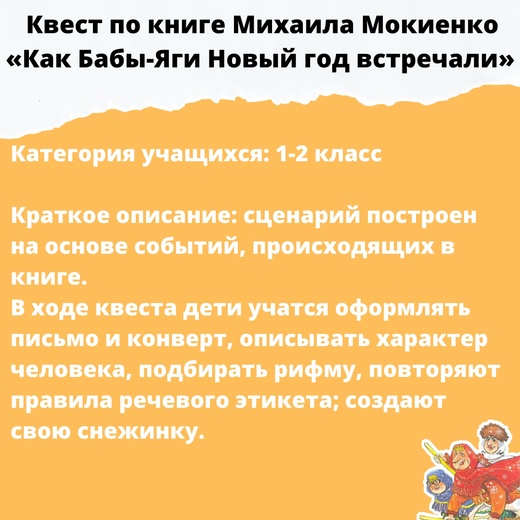 Квест по книге Михаила Мокиенко
«Как Бабы-Яги Новый год встречали»
Категория учащихся: 1-2 класс
Краткое описание: сценарий построен
на основе событий, происходящих в
книге.
В ходе квеста дети учатся оформлять
письмо и конверт, описывать характер
человека, подбирать рифму, повторяют
правила речевого этикета; создают
свою снежинку.